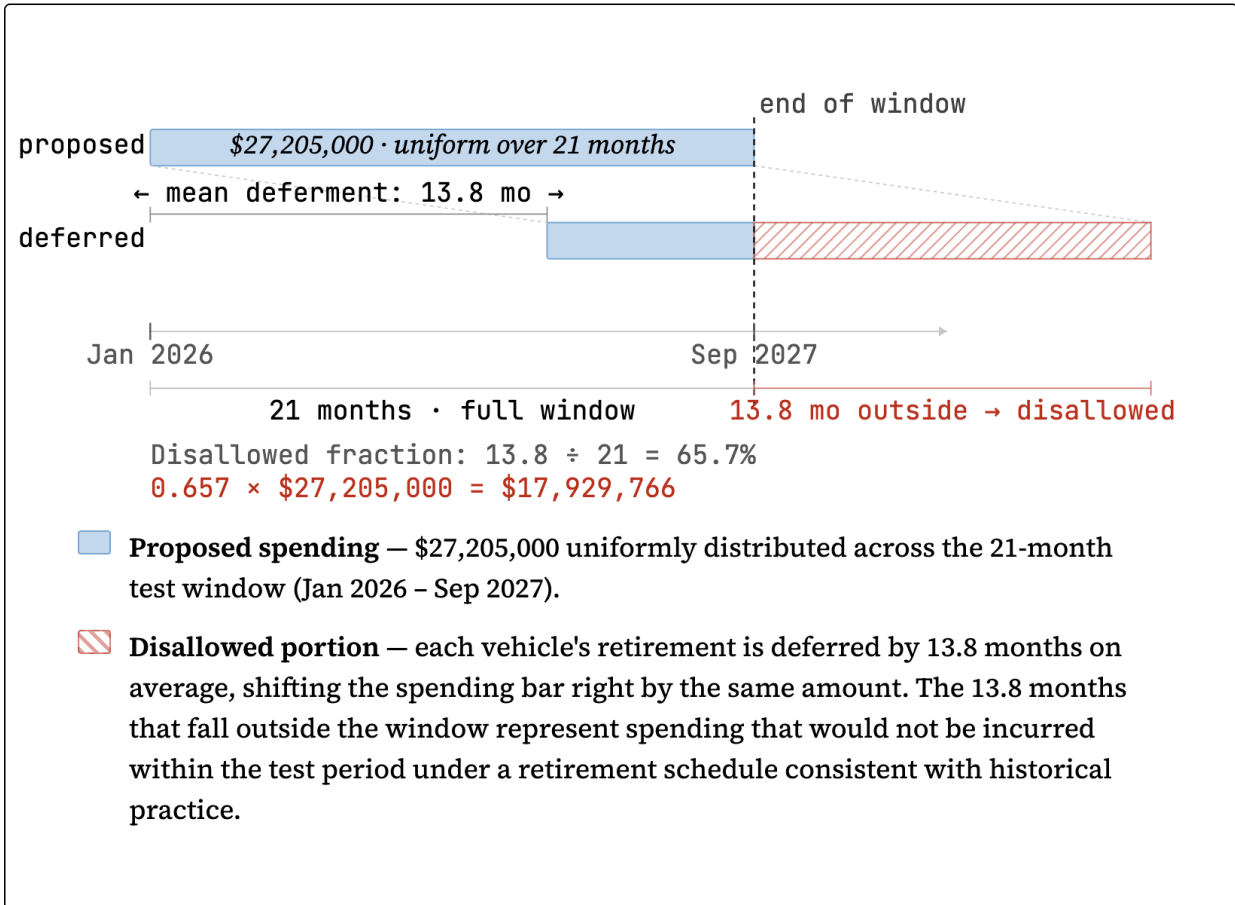 end of window
proposed $27,205,000 · uniform over 21 months
← mean deferment: 13.8 mo →
deferred
Jan 2026 Sep 2027
21 months · full window 13.8 mo outside → disallowed
Disallowed fraction: 13.8 ÷ 21 = 65.7%
0.657 × $27,205,000 = $17,929,766
Proposed spending — $27,205,000 uniformly distributed across the 21-month
test window (Jan 2026 – Sep 2027).
Disallowed portion — each vehicle's retirement is deferred by 13.8 months on
average, shifting the spending bar right by the same amount. The 13.8 months
that fall outside the window represent spending that would not be incurred
within the test period under a retirement schedule consistent with historical
practice.